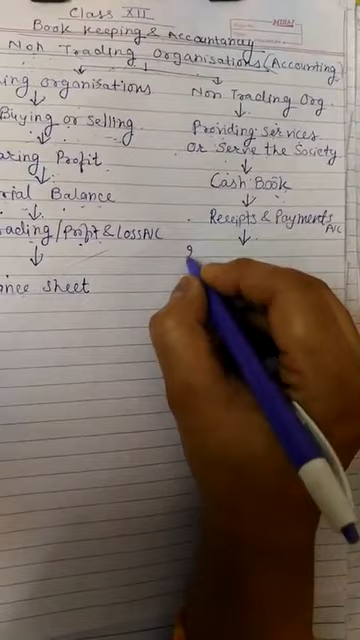 Class XII
Book Keeping & Accountancy
Non Trading Organisations (Accounting)
ing organisations
Non Trading Org.
Buying or Selling
Providing Services
or Serve the Society
aring Profit
Cash Book
rial Balance
Receipts & Payments A/c
rading/Profit & Loss A/c
ance sheet